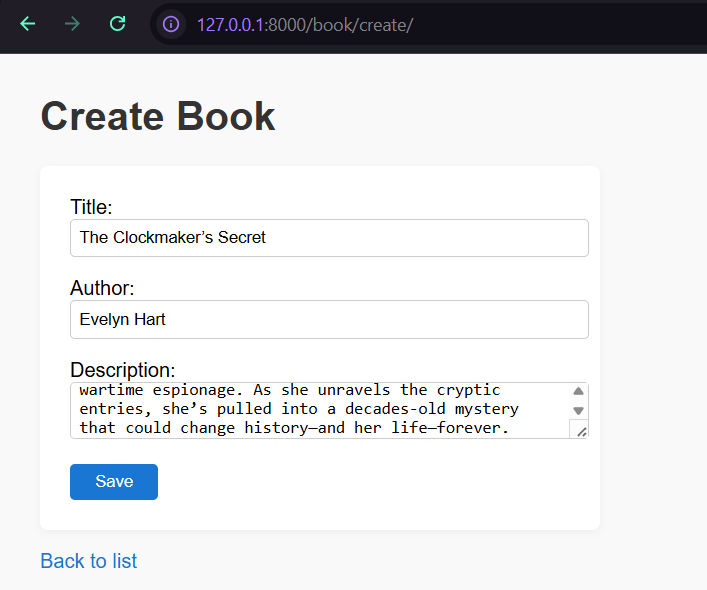 127.0.0.1:8000/book/create/
Create Book
Title:
The Clockmaker’s Secret
Author:
Evelyn Hart
Description:
wartime espionage. As she unravels the cryptic
entries, she’s pulled into a decades-old mystery
that could change history—and her life—forever.
Save
Back to list